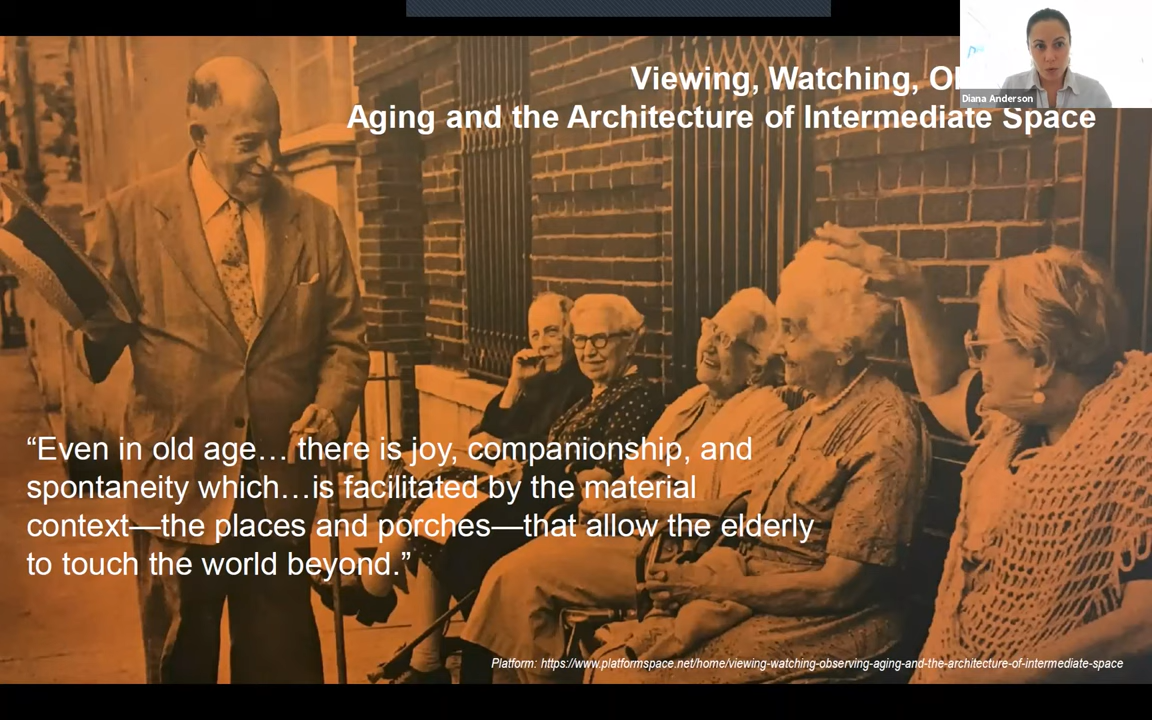 Viewing, Watching,
Diana Anderson
Aging and the Architecture of Intermediate Space
“Even in old age… there is joy, companionship, and
spontaneity which…is facilitated by the material
context—the places and porches—that allow the elderly
to touch the world beyond.”
Platform: https://www.platformspace.net/home/viewing-watching-observing-aging-and-the-architecture-of-intermediate-space